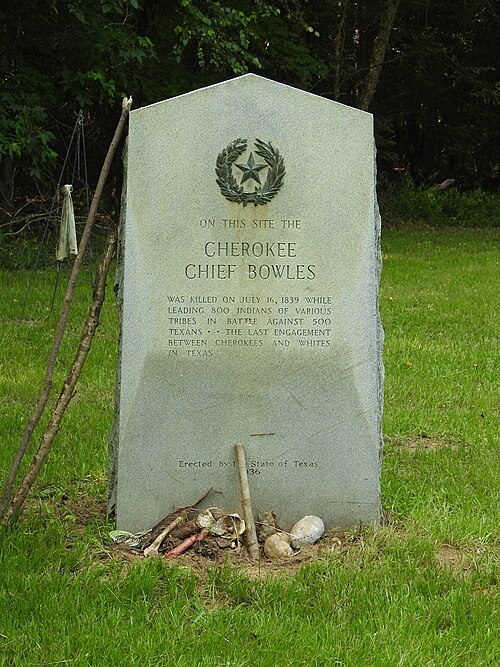 ON THIS SITE THE
CHEROKEE
CHIEF BOWLES
WAS KILLED ON JULY 16, 1839 WHILE
LEADING 800 INDIANS OF VARIOUS
TRIBES IN BATTLE AGAINST 500
TEXANS • • THE LAST ENGAGEMENT
BETWEEN CHEROKEES AND WHITES
IN TEXAS
Erected by the State of Texas
936